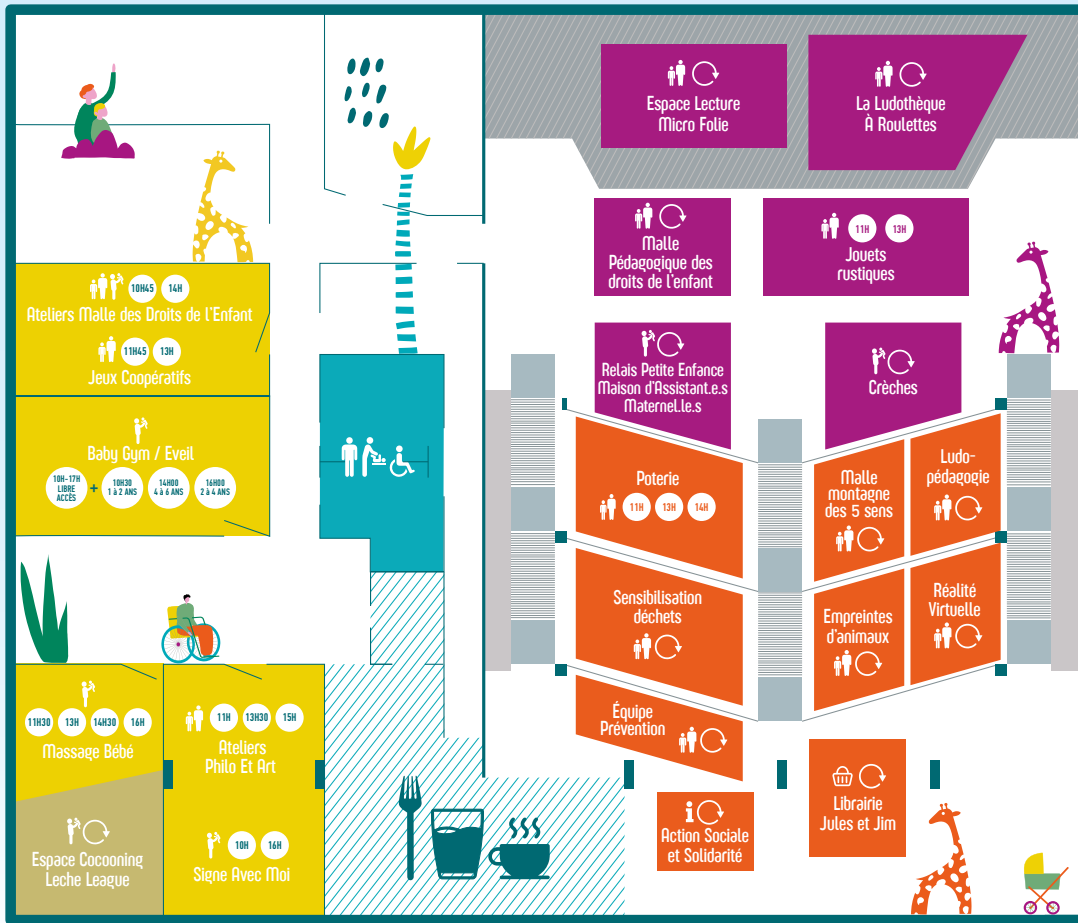 Espace Lecture
Micro Folie
La Ludothèque
À Roulettes
Malle
Pédagogique des
droits de l'enfant
11H 13H
Jouets
rustiques
10H45 14H
Ateliers Malle des Droits de l'Enfant
11H45 13H
Jeux Coopératifs
Baby Gym / Eveil
10H-17H
LIBRE
ACCÈS
+
10H30
1 à 2 ANS
14H00
4 à 6 ANS
16H00
2 à 4 ANS
Relais Petite Enfance
Maison d'Assistant.e.s
Maternel.le.s
Crèches
Poterie
11H 13H 14H
Malle
montagne
des 5 sens
Ludo-
pédagogie
Sensibilisation
déchets
Empreintes
d'animaux
Réalité
Virtuelle
Équipe
Prévention
11H30 13H 14H30 16H
Massage Bébé
11H 13H30 15H
Ateliers
Philo Et Art
Espace Cocooning
Leche League
10H 16H
Signe Avec Moi
i
Action Sociale
et Solidarité
Librairie
Jules et Jim